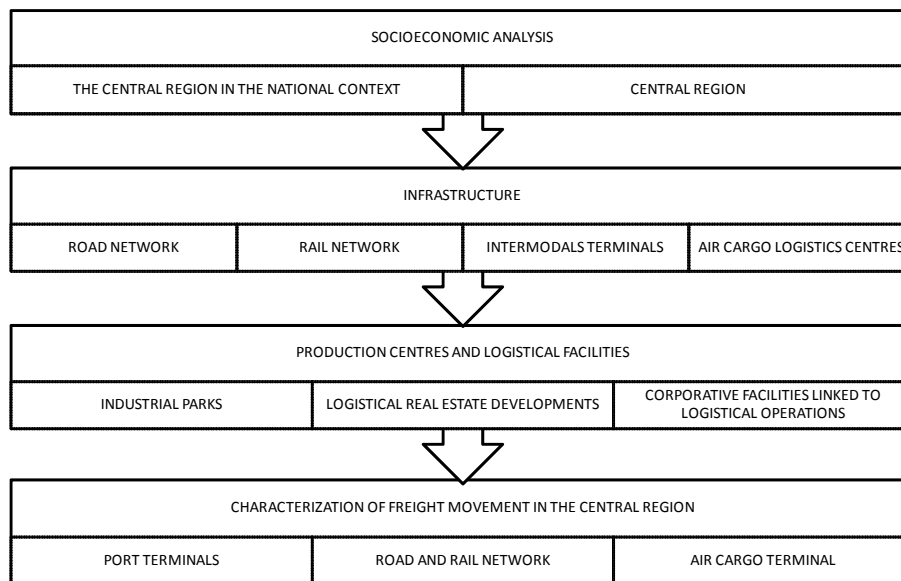 SOCIOECONOMIC ANALYSIS
THE CENTRAL REGION IN THE NATIONAL CONTEXT
CENTRAL REGION
INFRASTRUCTURE
ROAD NETWORK
RAIL NETWORK
INTERMODALS TERMINALS
AIR CARGO LOGISTICS CENTRES
PRODUCTION CENTRES AND LOGISTICAL FACILITIES
INDUSTRIAL PARKS
LOGISTICAL REAL ESTATE DEVELOPMENTS
CORPORATIVE FACILITIES LINKED TO
LOGISTICAL OPERATIONS
CHARACTERIZATION OF FREIGHT MOVEMENT IN THE CENTRAL REGION
PORT TERMINALS
ROAD AND RAIL NETWORK
AIR CARGO TERMINAL